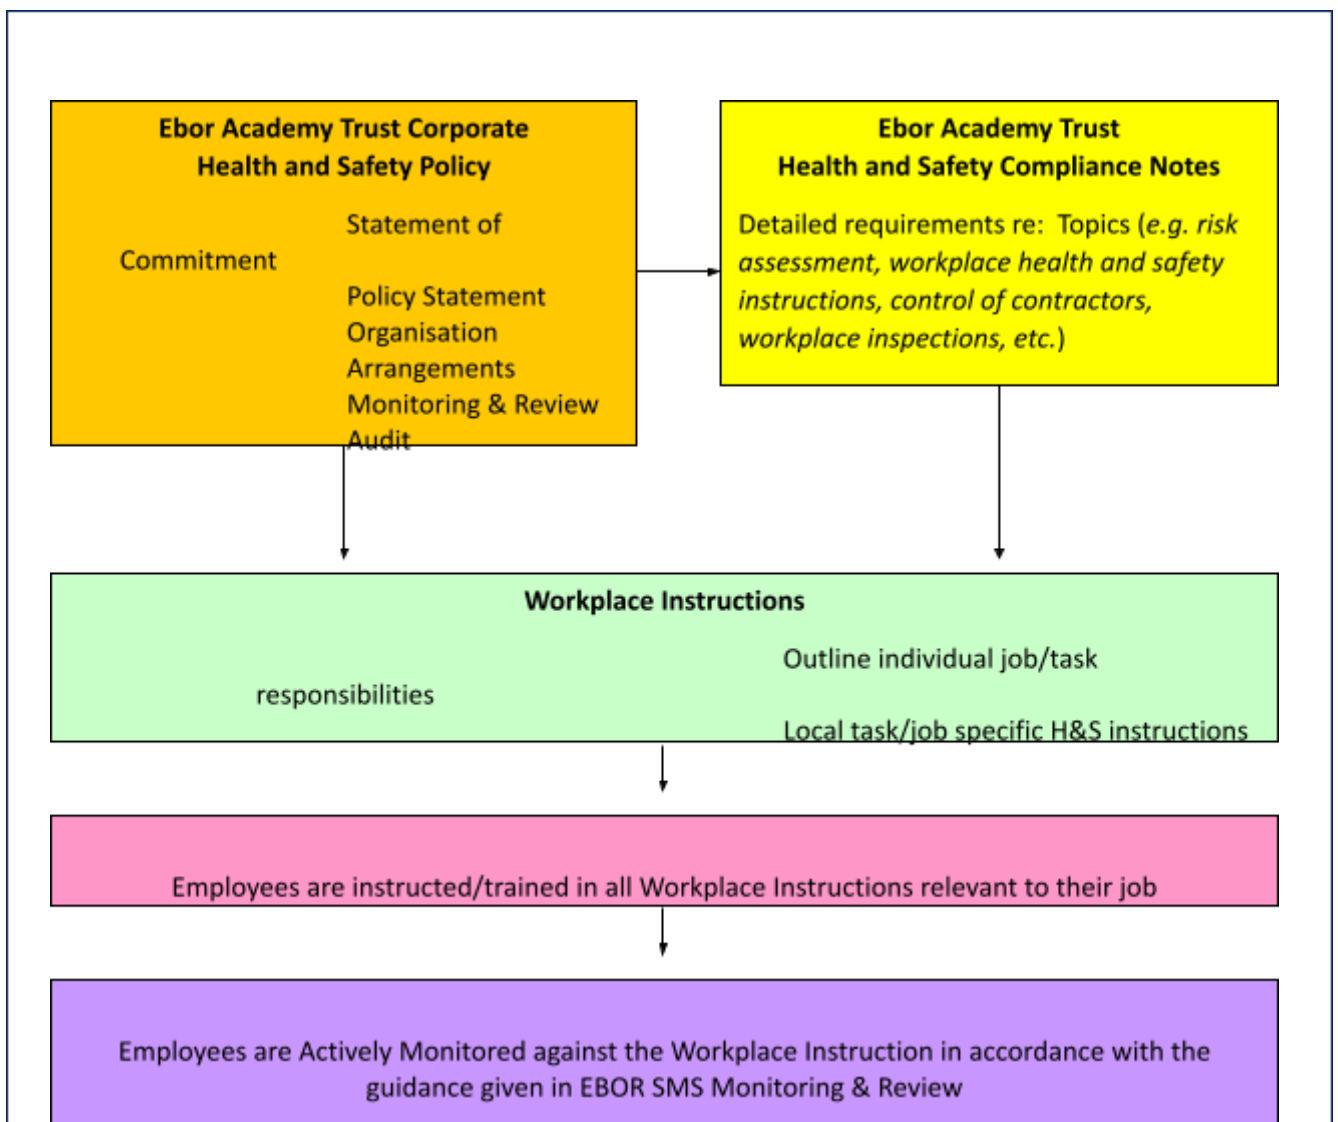 Ebor Academy Trust Corporate
Health and Safety Policy
Statement of
Commitment
Policy Statement
Organisation
Arrangements
Monitoring & Review
Audit
Ebor Academy Trust
Health and Safety Compliance Notes
Detailed requirements re:  Topics (e.g. risk
assessment, workplace health and safety
instructions, control of contractors,
workplace inspections, etc.)
Workplace Instructions
Outline individual job/task
responsibilities
Local task/job specific H&S instructions
Employees are instructed/trained in all Workplace Instructions relevant to their job
Employees are Actively Monitored against the Workplace Instruction in accordance with the
guidance given in EBOR SMS Monitoring & Review